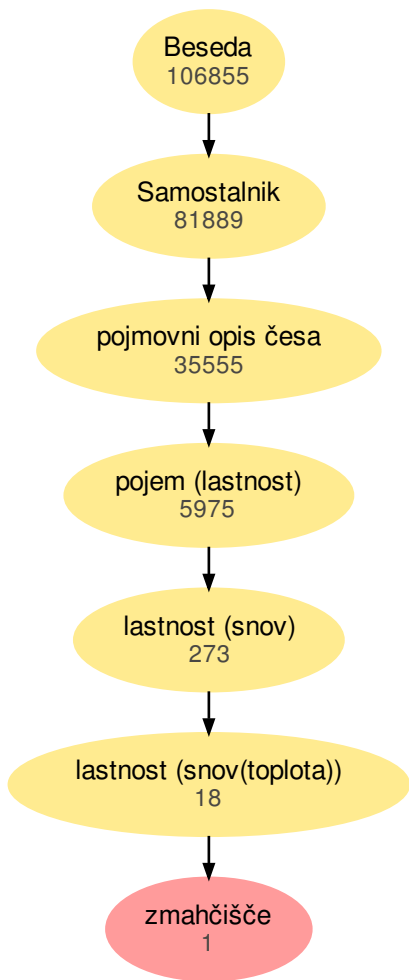 Beseda
106855
Samostalnik
81889
pojmovni opis česa
35555
pojem (lastnost)
5975
lastnost (snov)
273
lastnost (snov(toplota))
18
zmahčišče
1